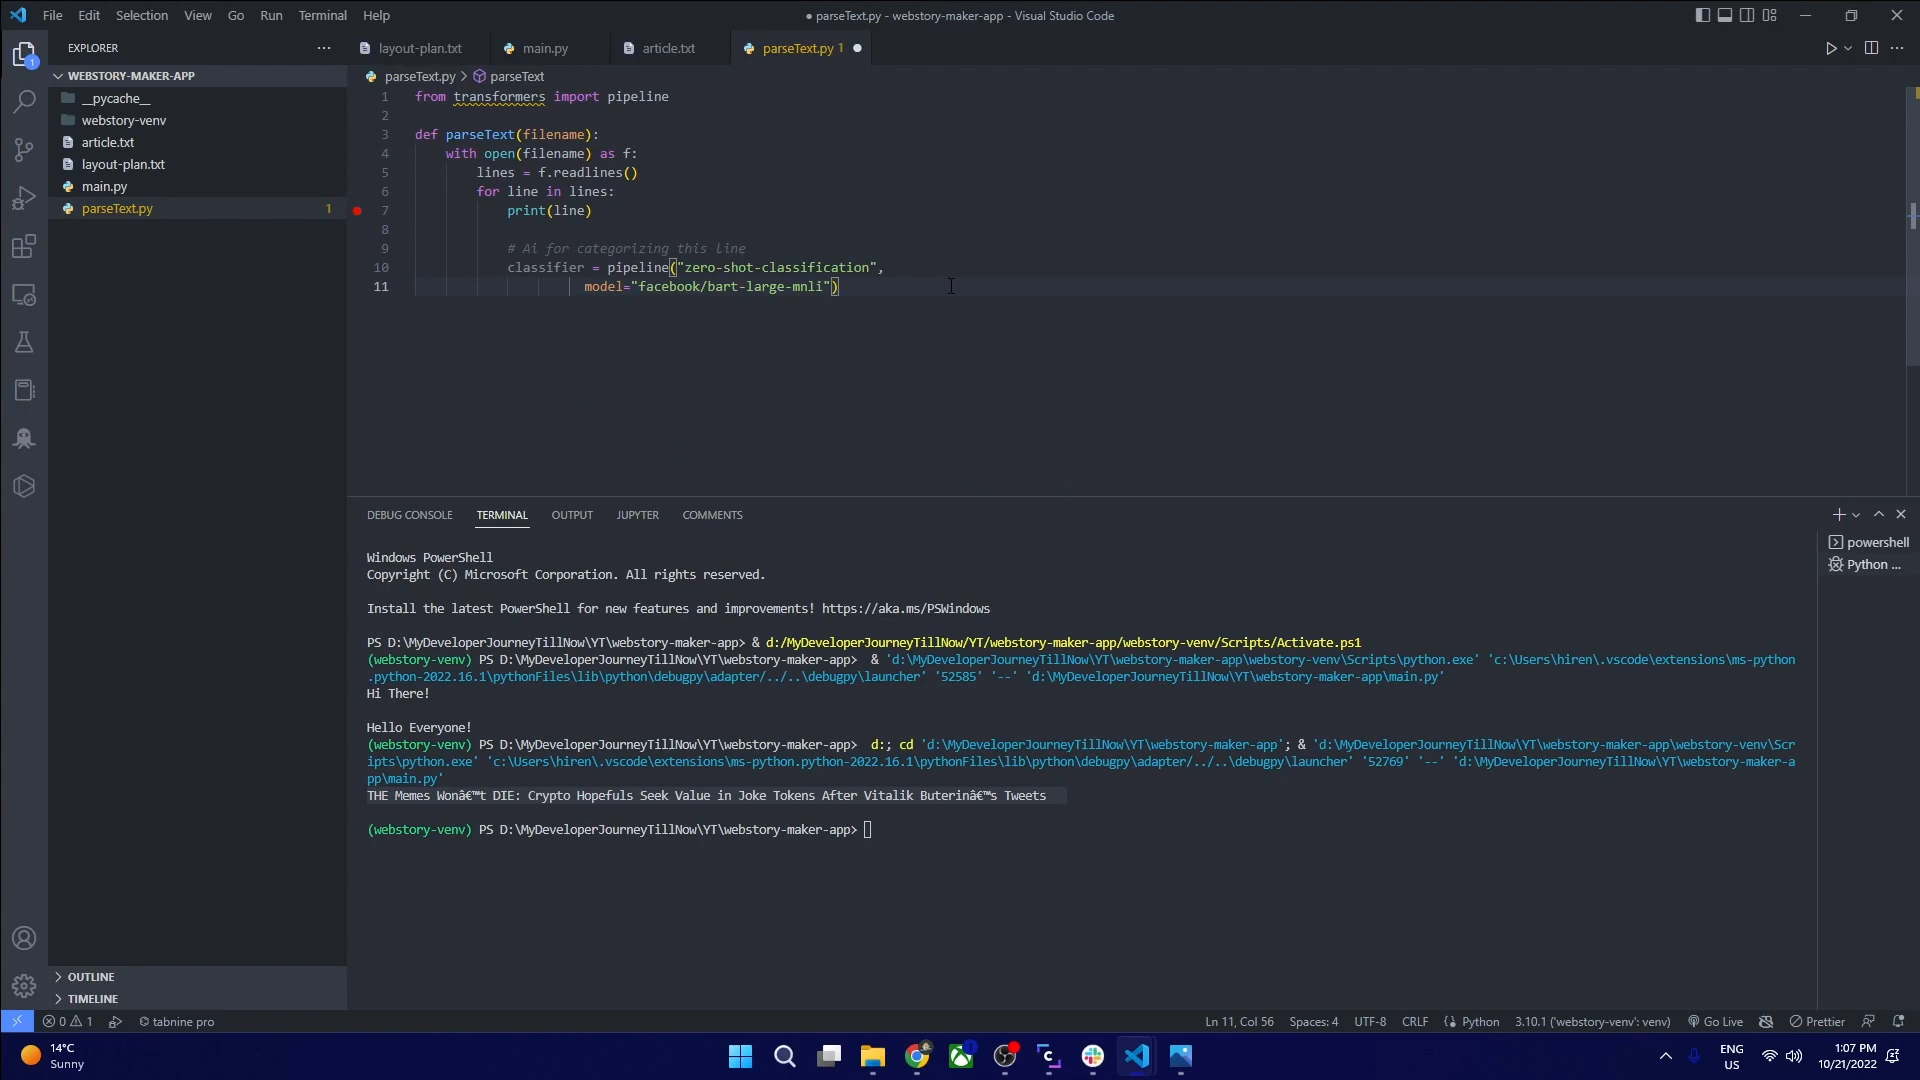 File Edit Selection View Go Run Terminal Help
● parseText.py - webstory-maker-app - Visual Studio Code
EXPLORER
layout-plan.txt
main.py
article.txt
parseText.py 1
WEBSTORY-MAKER-APP
__pycache__
webstory-venv
article.txt
layout-plan.txt
main.py
parseText.py 1
parseText.py > parseText
1 from transformers import pipeline
2
3 def parseText(filename):
4 with open(filename) as f:
5 lines = f.readlines()
6 for line in lines:
7 print(line)
8
9 # Ai for categorizing this line
10 classifier = pipeline("zero-shot-classification",
11 model="facebook/bart-large-mnli")
DEBUG CONSOLE TERMINAL OUTPUT JUPYTER COMMENTS
powershell
Python ...
Windows PowerShell
Copyright (C) Microsoft Corporation. All rights reserved.
Install the latest PowerShell for new features and improvements! https://aka.ms/PSWindows
PS D:\MyDeveloperJourneyTillNow\YT\webstory-maker-app> & d:/MyDeveloperJourneyTillNow/YT/webstory-maker-app/webstory-venv/Scripts/Activate.ps1
(webstory-venv) PS D:\MyDeveloperJourneyTillNow\YT\webstory-maker-app>  & 'd:\MyDeveloperJourneyTillNow\YT\webstory-maker-app\webstory-venv\Scripts\python.exe' 'c:\Users\hiren\.vscode\extensions\ms-python
.python-2022.16.1\pythonFiles\lib\python\debugpy\adapter/../..\debugpy\launcher' '52585' '--' 'd:\MyDeveloperJourneyTillNow\YT\webstory-maker-app\main.py'
Hi There!
Hello Everyone!
(webstory-venv) PS D:\MyDeveloperJourneyTillNow\YT\webstory-maker-app>  d:; cd 'd:\MyDeveloperJourneyTillNow\YT\webstory-maker-app'; & 'd:\MyDeveloperJourneyTillNow\YT\webstory-maker-app\webstory-venv\Scr
ipts\python.exe' 'c:\Users\hiren\.vscode\extensions\ms-python.python-2022.16.1\pythonFiles\lib\python\debugpy\adapter/../..\debugpy\launcher' '52769' '--' 'd:\MyDeveloperJourneyTillNow\YT\webstory-maker-a
pp\main.py'
THE Memes Wonâ€™t DIE: Crypto Hopefuls Seek Value in Joke Tokens After Vitalik Buterinâ€™s Tweets
(webstory-venv) PS D:\MyDeveloperJourneyTillNow\YT\webstory-maker-app>
OUTLINE
TIMELINE
0 1 tabnine pro
Ln 11, Col 56 Spaces: 4 UTF-8 CRLF Python 3.10.1 ('webstory-venv': venv) Go Live Prettier
14°C
Sunny
ENG
US
1:07 PM
10/21/2022